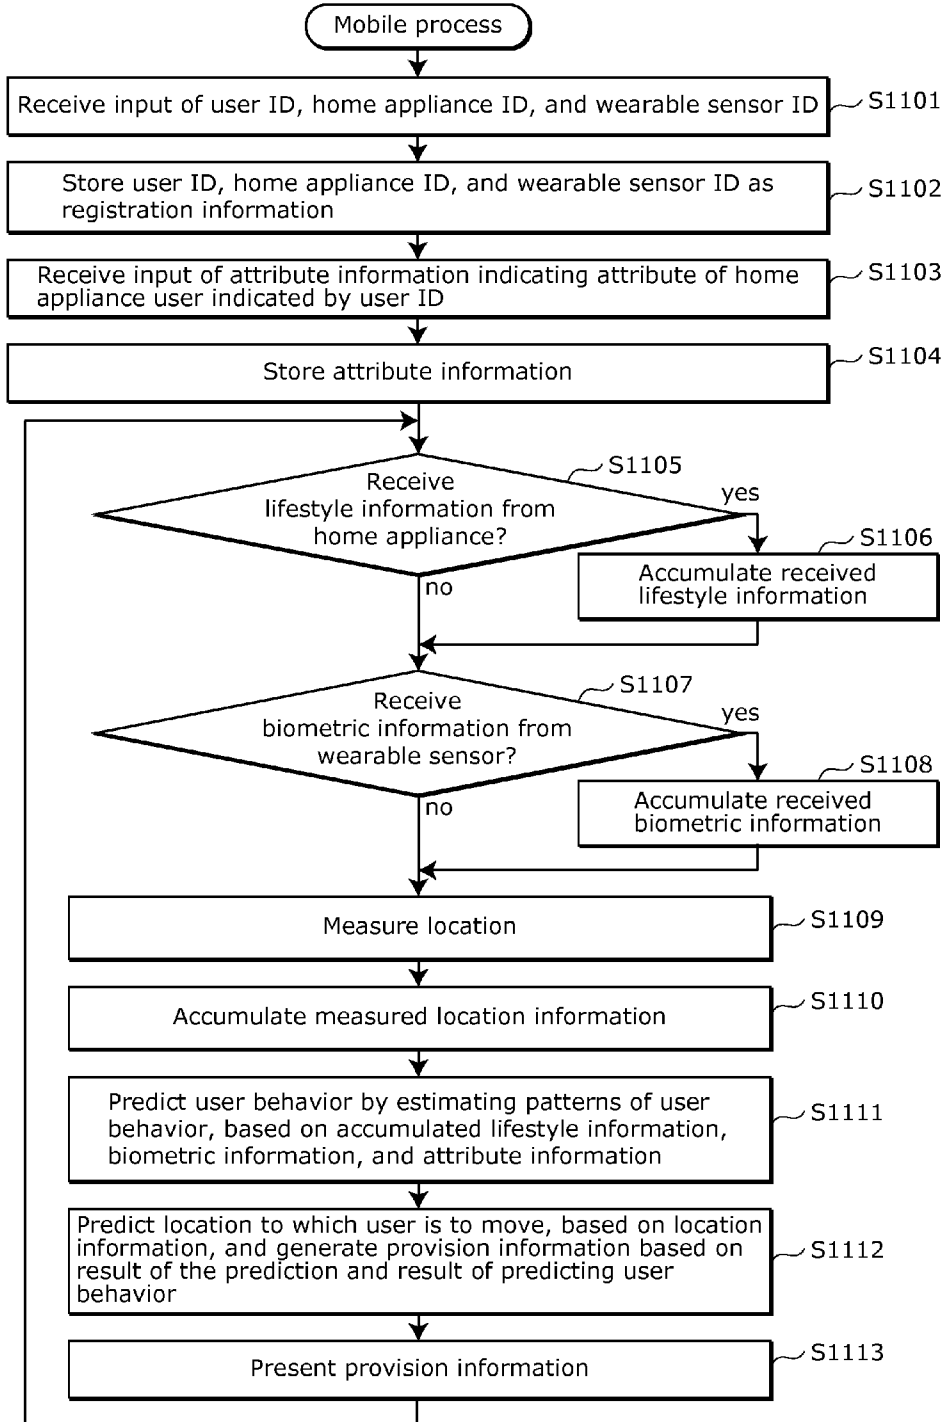 Mobile process
Receive input of user ID, home appliance ID, and wearable sensor ID
S1101
Store user ID, home appliance ID, and wearable sensor ID as
registration information
S1102
Receive input of attribute information indicating attribute of home
appliance user indicated by user ID
S1103
Store attribute information
S1104
Receive
lifestyle information from
home appliance?
S1105
yes
no
Accumulate received
lifestyle information
S1106
Receive
biometric information from
wearable sensor?
S1107
yes
no
Accumulate received
biometric information
S1108
Measure location
S1109
Accumulate measured location information
S1110
Predict user behavior by estimating patterns of user
behavior, based on accumulated lifestyle information,
biometric information, and attribute information
S1111
Predict location to which user is to move, based on location
information, and generate provision information based on
result of the prediction and result of predicting user
behavior
S1112
Present provision information
S1113